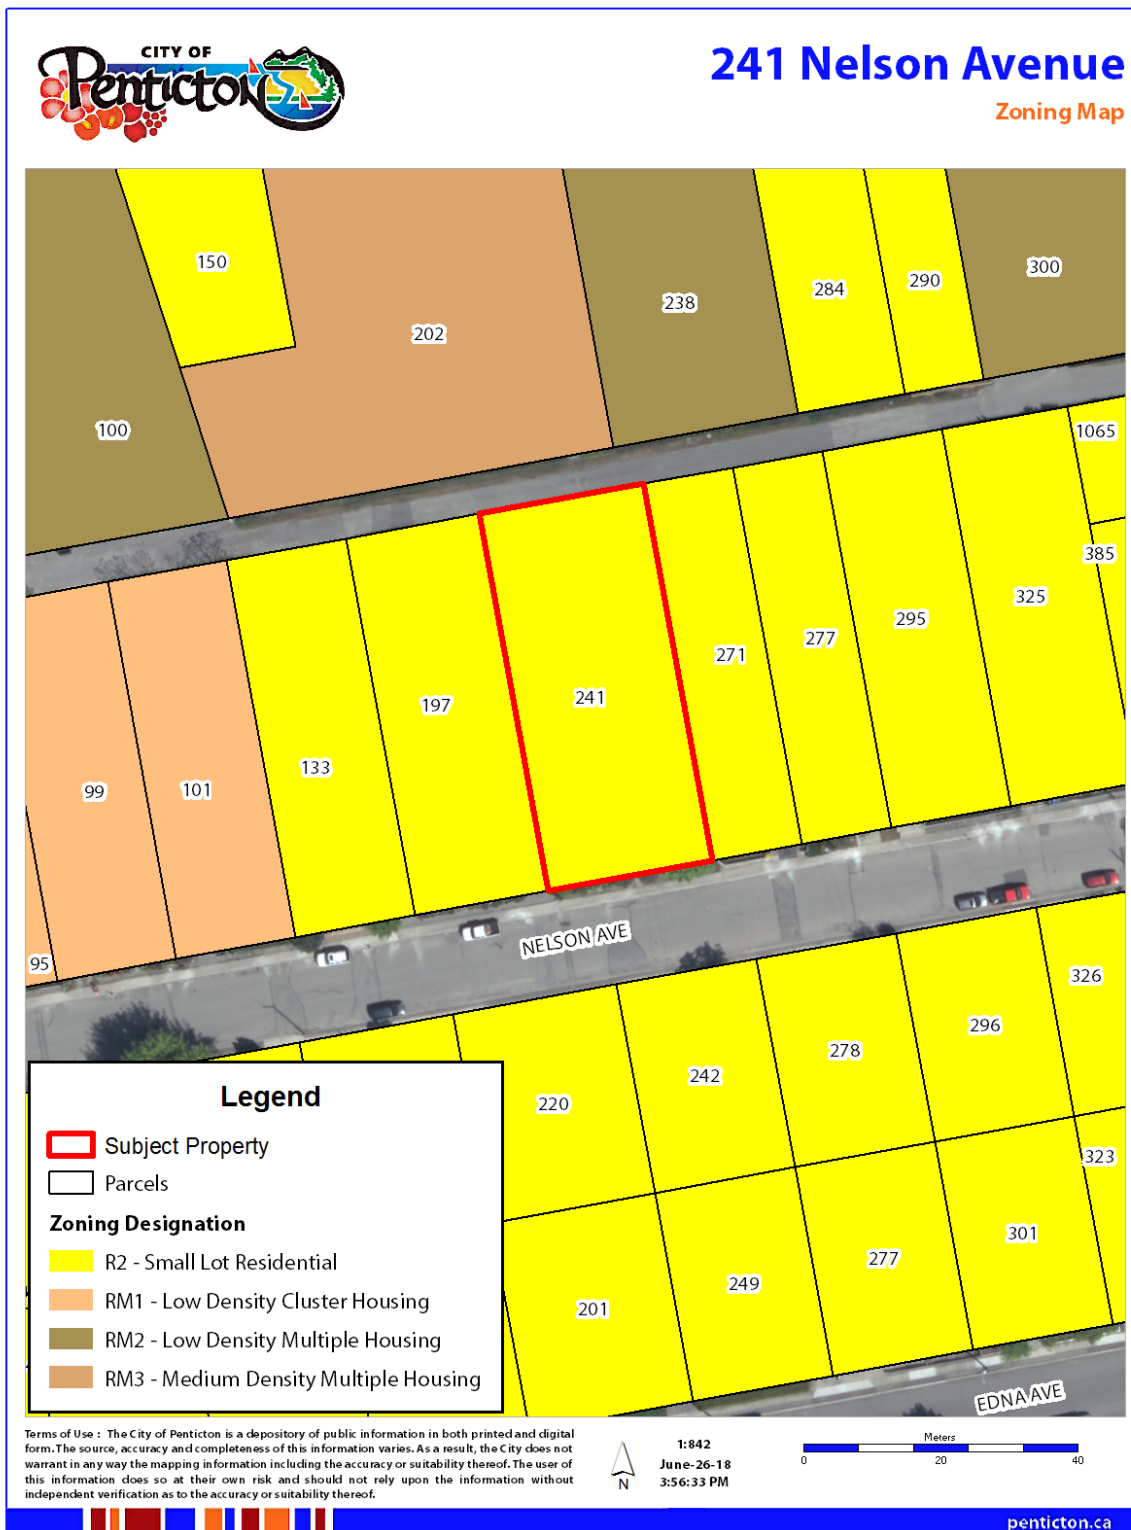 CITY OF
Penticton
241 Nelson Avenue
Zoning Map
150
202
238
284
290
300
100
1065
385
325
295
277
271
241
197
133
101
99
95
NELSON AVE
326
296
278
242
220
323
301
277
249
201
EDNA AVE
Legend
Subject Property
Parcels
Zoning Designation
R2 - Small Lot Residential
RM1 - Low Density Cluster Housing
RM2 - Low Density Multiple Housing
RM3 - Medium Density Multiple Housing
Terms of Use : The City of Penticton is a depository of public information in both printed and digital
form. The source, accuracy and completeness of this information varies. As a result, the City does not
warrant in any way the mapping information including the accuracy or suitability thereof. The user of
this information does so at their own risk and should not rely upon the information without
independent verification as to the accuracy or suitability thereof.
N
1:842
June-26-18
3:56:33 PM
Meters
0 20 40
penticton.ca